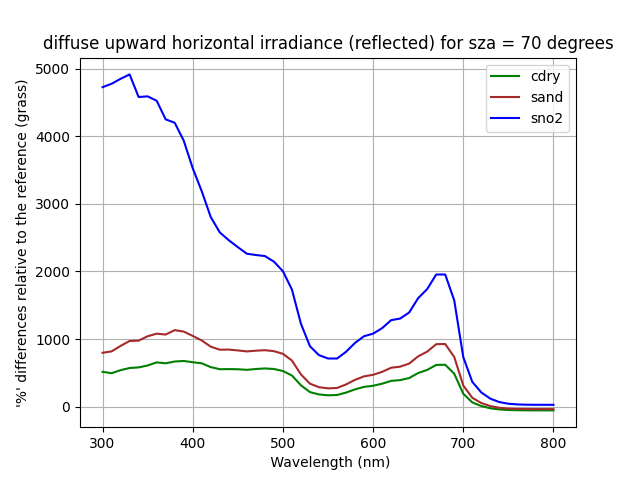 diffuse upward horizontal irradiance (reflected) for sza = 70 degrees
'%' differences relative to the reference (grass)
5000
4000
3000
2000
1000
0
cdry
sand
sno2
300 400 500 600 700 800
Wavelength (nm)